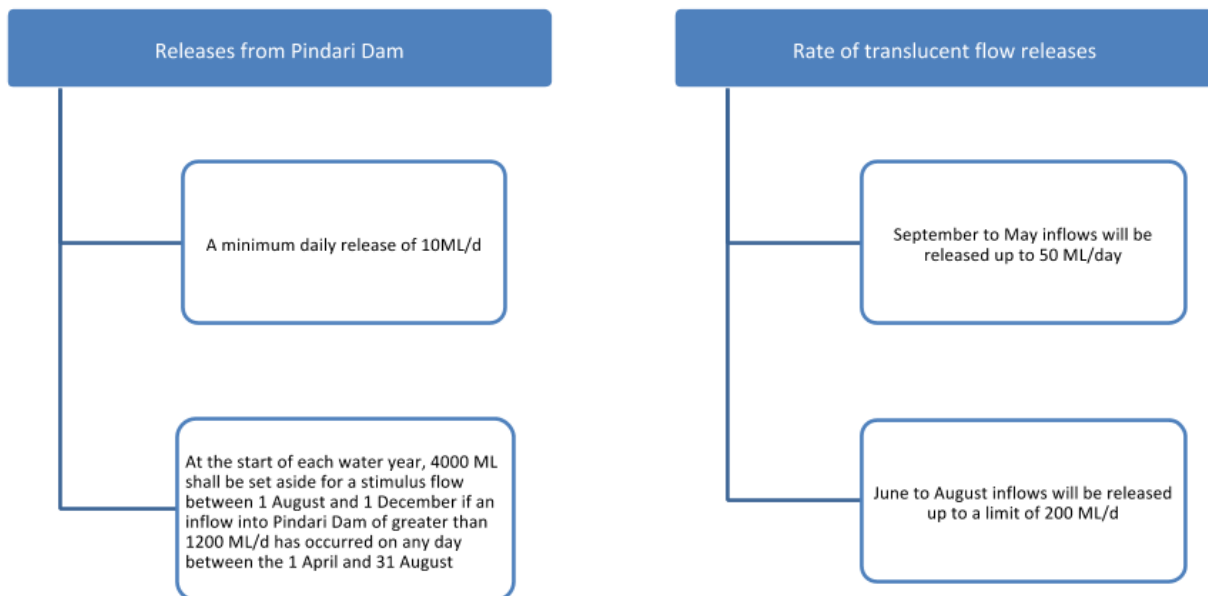 Releases from Pindari Dam
A minimum daily release of 10ML/d
At the start of each water year, 4000 ML
shall be set aside for a stimulus flow
between 1 August and 1 December if an
inflow into Pindari Dam of greater than
1200 ML/d has occurred on any day
between the 1 April and 31 August
Rate of translucent flow releases
September to May inflows will be
released up to 50 ML/day
June to August inflows will be released
up to a limit of 200 ML/d